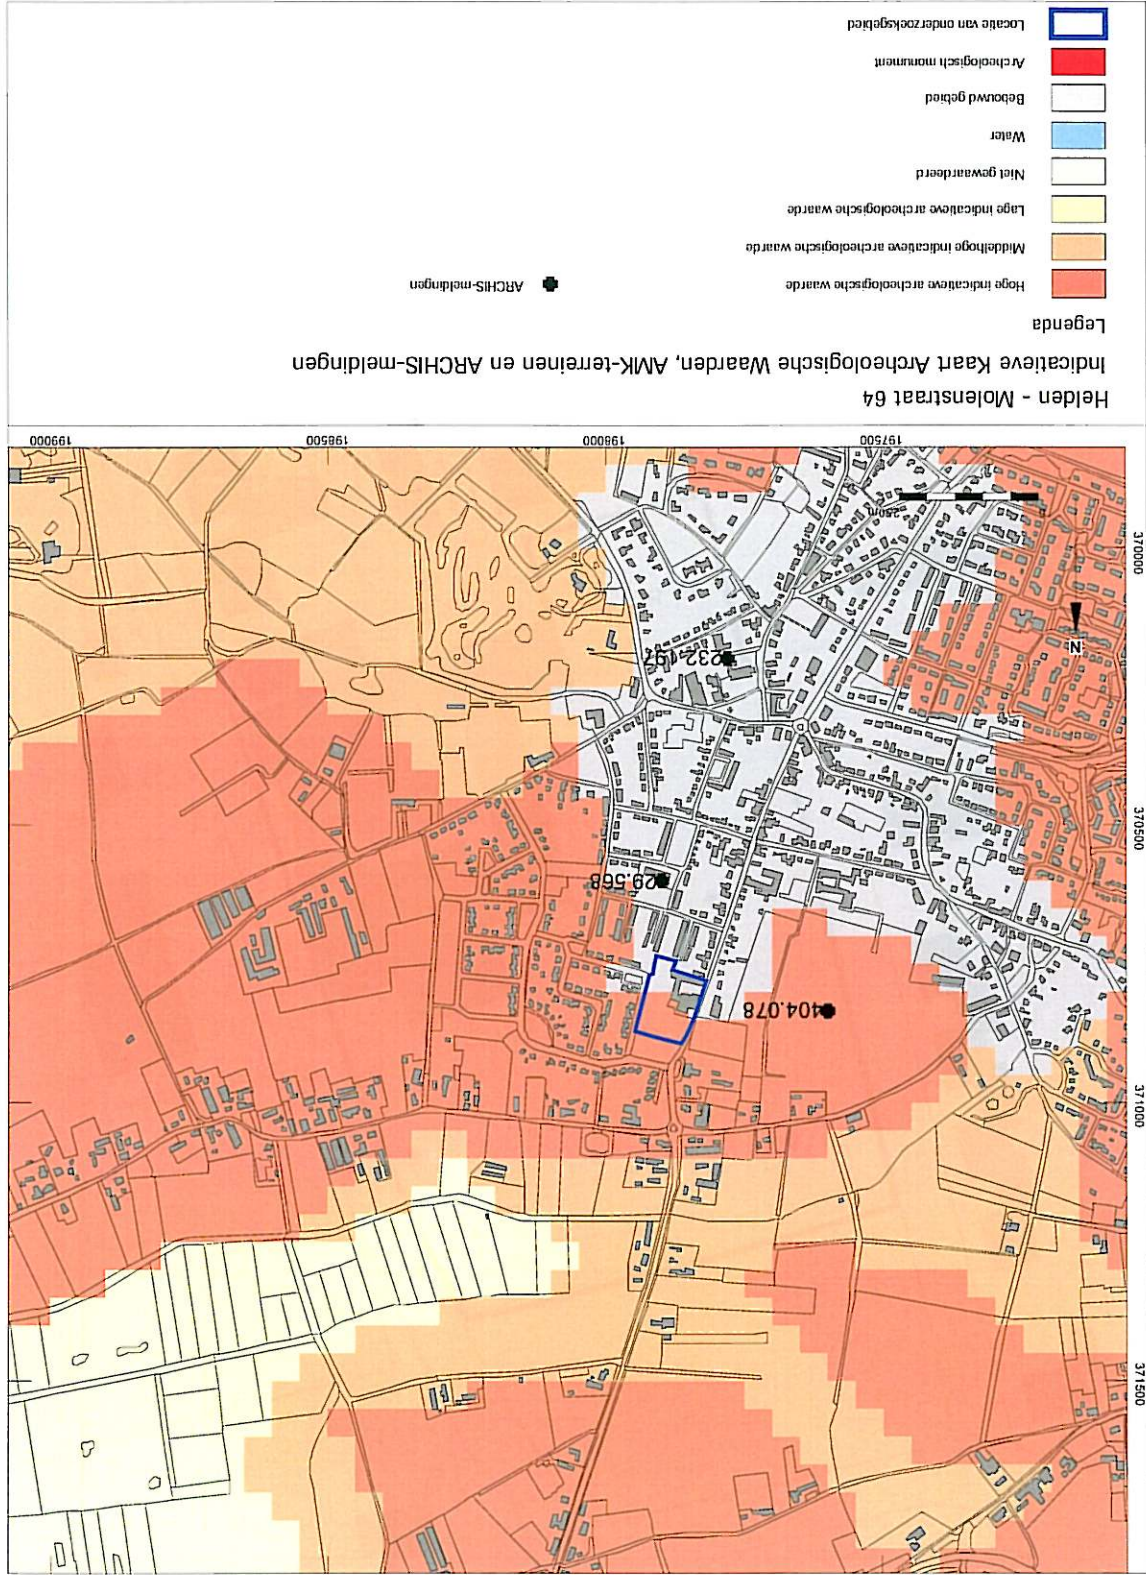 371500
371000
404.078
29.568
370500
232.197
N
370000
250m
197500
198000
198500
199000
Helden - Molenstraat 64
Indicatieve Kaart Archeologische Waarden, AMK-terreinen en ARCHIS-meldingen
Legenda
Hoge indicatieve archeologische waarde
ARCHIS-meldingen
Middelhoge indicatieve archeologische waarde
Lage indicatieve archeologische waarde
Niet gewaardeerd
Water
Bebouwd gebied
Archeologisch monument
Locatie van onderzoeksgebied